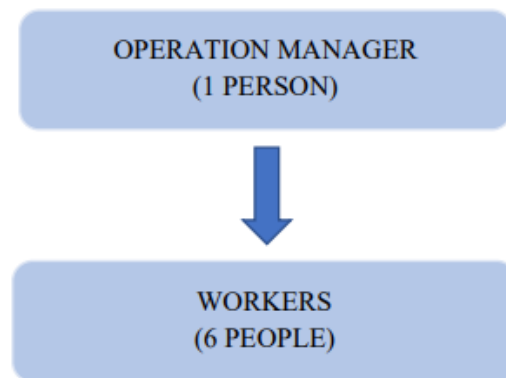 OPERATION MANAGER
(1 PERSON)
WORKERS
(6 PEOPLE)